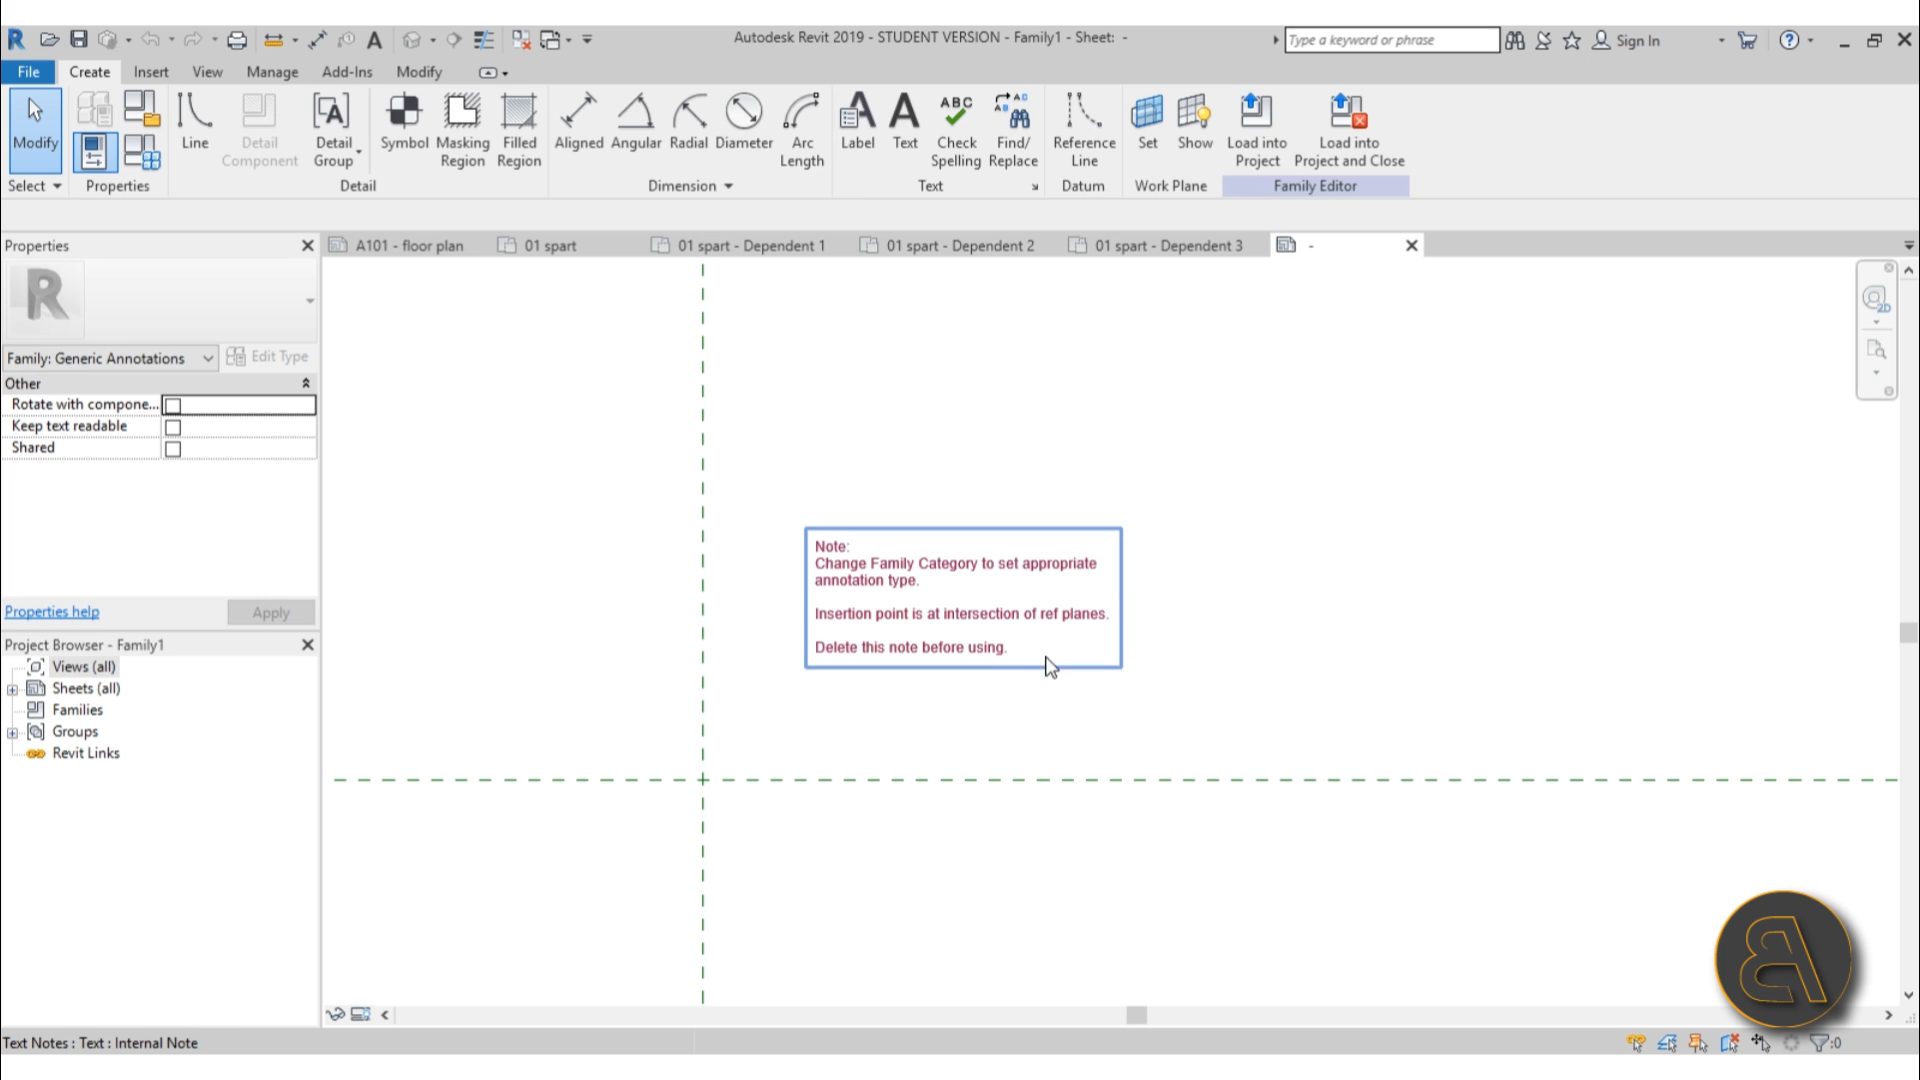 Autodesk Revit 2019 - STUDENT VERSION - Family1 - Sheet: -
Type a keyword or phrase
Sign In
File Create Insert View Manage Add-Ins Modify
Modify
Line
Detail Component
Detail Group
Symbol
Masking Region
Filled Region
Aligned
Angular
Radial
Diameter
Arc Length
Label
Text
ABC
Check Spelling
Find/ Replace
Reference Line
Set
Show
Load into Project
Load into Project and Close
Select
Properties
Detail
Dimension
Text
Datum
Work Plane
Family Editor
Properties
A101 - floor plan
01 spart
01 spart - Dependent 1
01 spart - Dependent 2
01 spart - Dependent 3
-
R
Family: Generic Annotations
Edit Type
Other
Rotate with compone...
Keep text readable
Shared
Properties help
Apply
Project Browser - Family1
Views (all)
Sheets (all)
Families
Groups
Revit Links
2D
Note:
Change Family Category to set appropriate
annotation type.
Insertion point is at intersection of ref planes.
Delete this note before using.
Text Notes : Text : Internal Note
:0